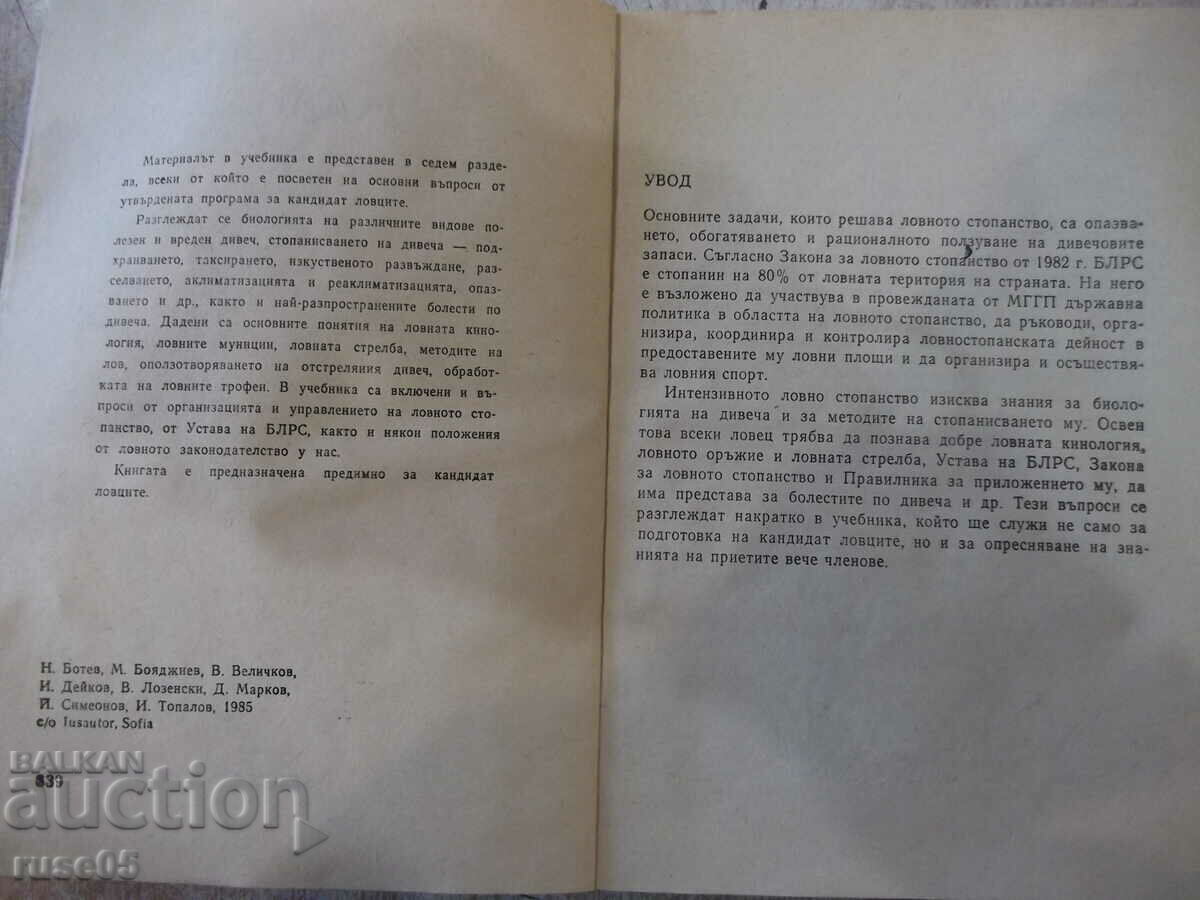 Материалът в учебника е представен в седем разде-
ла, всеки от който е посветен на основни въпроси от
утвърдената програма за кандидат ловците.
Разглеждат се биологията на различните видове по-
лезен и вреден дивеч, стопанисването на дивеча — под-
хранването, таксирането, изкуственото развъждане, раз-
селването, аклиматизацията и реаклиматизацията, опаз-
ването и др., както и най-разпространените болести по
дивеча. Дадени са основните понятия на ловната кино-
логия, ловните муниции, ловната стрелба, методите на
лов, оползотворяването на отстреляния дивеч, обработ-
ката на ловните трофеи. В учебника са включени и въ-
проси от организацията и управлението на ловното сто-
панство, от Устава на БЛРС, както и някои положения
от ловното законодателство у нас.
Книгата е предназначена предимно за кандидат
ловците.
Н. Ботев, М. Бояджиев, В. Величков,
И. Дейков, В. Лозенски, Д. Марков,
Й. Симеонов, И. Топалов, 1985
c/o Jusautor, Sofia
839
BALKAN
auction
ruse05
УВОД
Основните задачи, които решава ловното стопанство, са опазва-
нето, обогатяването и рационалното ползуване на дивечовите
запаси. Съгласно Закона за ловното стопанство от 1982 г. БЛРС
е стопанин на 80% от ловната територия на страната. На него
е възложено да участвува в провежданата от МГГП държавна
политика в областта на ловното стопанство, да ръководи, орга-
низира, координира и контролира ловностопанската дейност в
предоставените му ловни площи и да организира и осъществя-
ва ловния спорт.
Интензивното ловно стопанство изисква знания за биоло-
гията на дивеча и за методите на стопанисването му. Освен
това всеки ловец трябва да познава добре ловната кинология,
ловното оръжие и ловната стрелба, Устава на БЛРС, Закона
за ловното стопанство и Правилника за приложението му, да
има представа за болестите по дивеча и др. Тези въпроси се
разглеждат накратко в учебника, който ще служи не само за
подготовка на кандидат ловците, но и за опресняване на зна-
нията на приетите вече членове.